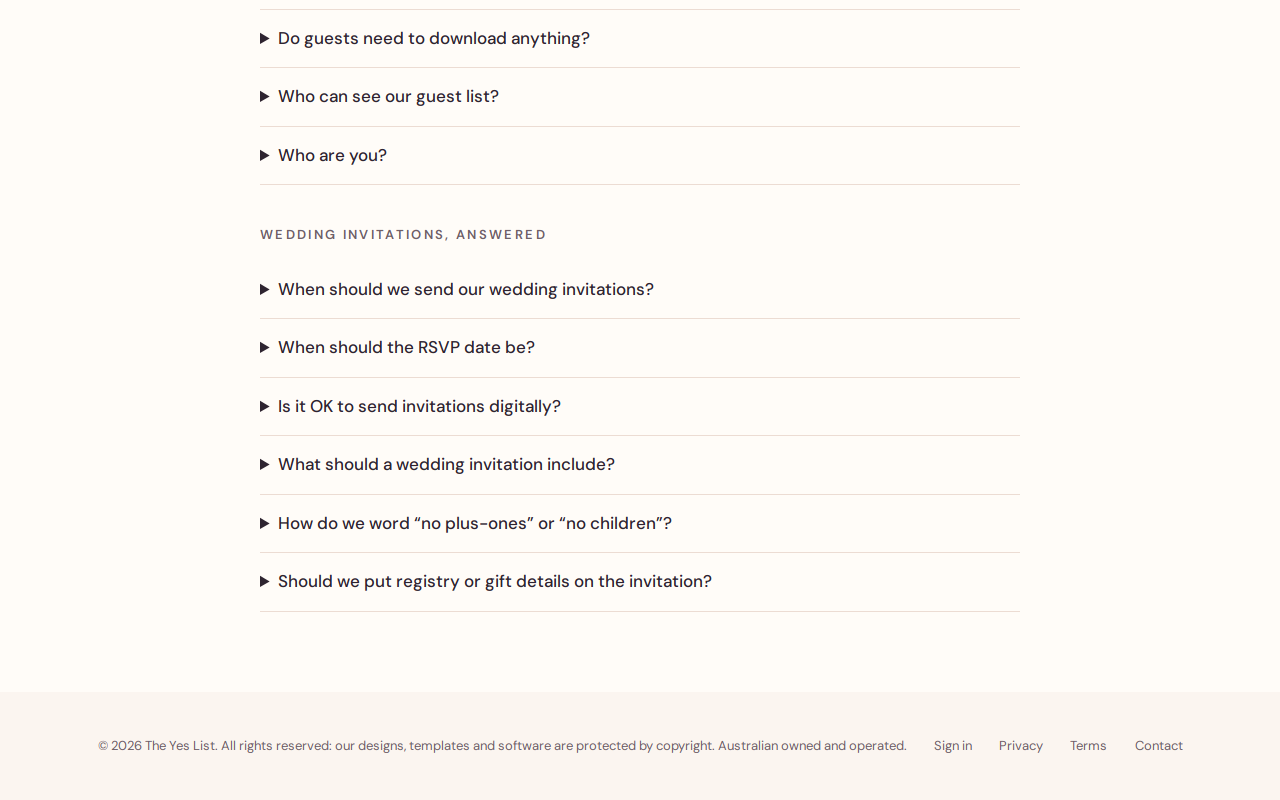 Do guests need to download anything?
Who can see our guest list?
Who are you?
WEDDING INVITATIONS, ANSWERED
When should we send our wedding invitations?
When should the RSVP date be?
Is it OK to send invitations digitally?
What should a wedding invitation include?
How do we word “no plus-ones” or “no children”?
Should we put registry or gift details on the invitation?
© 2026 The Yes List. All rights reserved: our designs, templates and software are protected by copyright. Australian owned and operated. Sign in Privacy Terms Contact